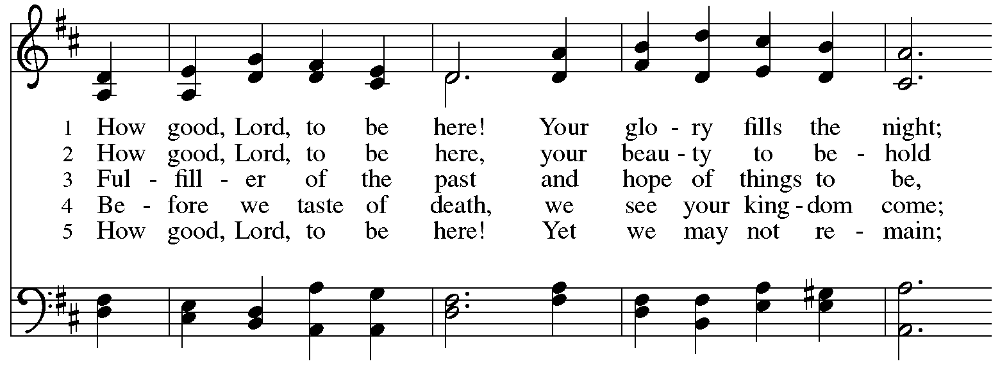 1 How good, Lord, to be here! Your glo - ry fills the night;
2 How good, Lord, to be here, your beau - ty to be - hold
3 Ful - fill - er of the past and hope of things to be,
4 Be - fore we taste of death, we see your king - dom come;
5 How good, Lord, to be here! Yet we may not re - main;